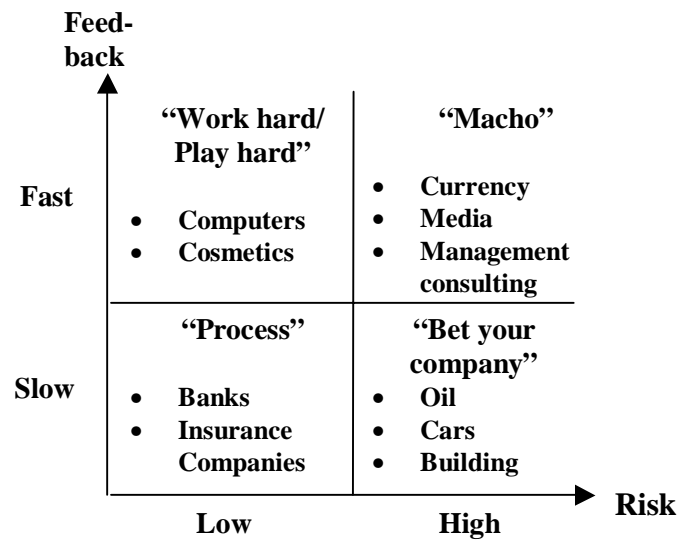 Feed-
back
“Work hard/
Play hard”
“Macho”
Fast
• Computers
• Cosmetics
• Currency
• Media
• Management
consulting
“Process”
“Bet your
company”
Slow
• Banks
• Insurance
Companies
• Oil
• Cars
• Building
Risk
Low
High